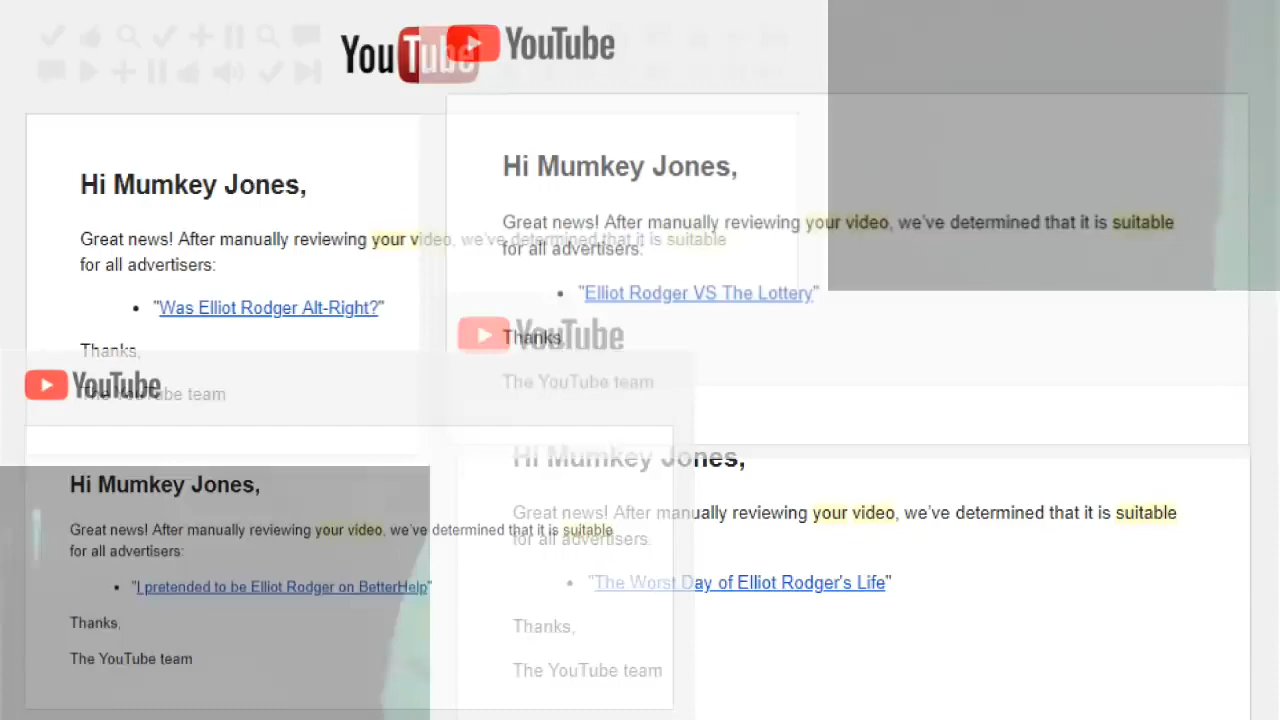 YouTube
Hi Mumkey Jones,
Great news! After manually reviewing your video, we've determined that it is suitable
for all advertisers:
"Was Elliot Rodger Alt-Right?"
Thanks,
The YouTube team
YouTube
Hi Mumkey Jones,
Great news! After manually reviewing your video, we've determined that it is suitable
for all advertisers:
"Elliot Rodger VS The Lottery"
Thanks,
The YouTube team
YouTube
Hi Mumkey Jones,
Great news! After manually reviewing your video, we've determined that it is suitable
for all advertisers:
"I pretended to be Elliot Rodger on BetterHelp"
Thanks,
The YouTube team
YouTube
Hi Mumkey Jones,
Great news! After manually reviewing your video, we've determined that it is suitable
for all advertisers:
"The Worst Day of Elliot Rodger's Life"
Thanks,
The YouTube team